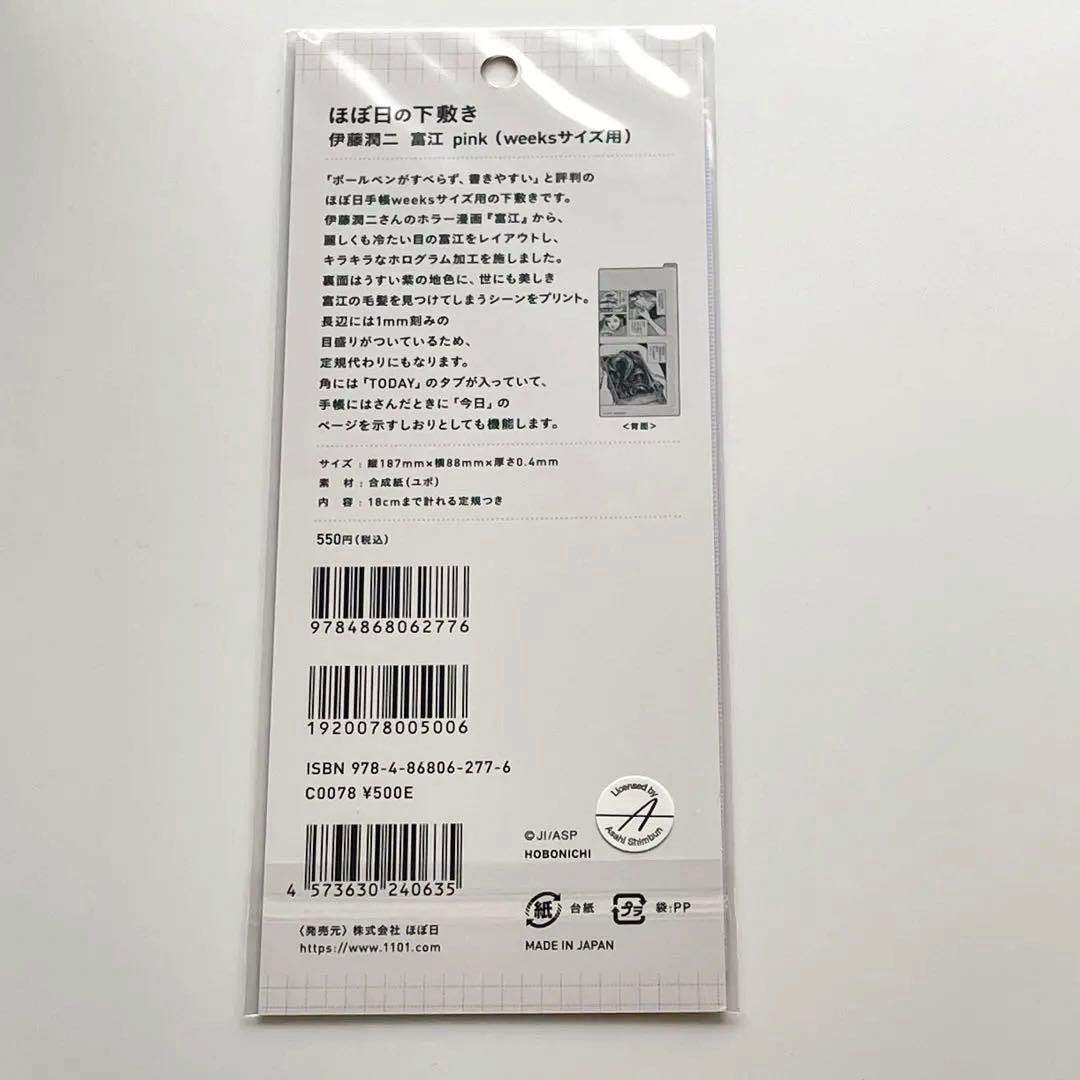 ほぼ日の下敷き
伊藤潤二 富江 pink（weeksサイズ用）
「ボールペンがすべらず、書きやすい」と評判の
ほぼ日手帳weeksサイズ用の下敷きです。
伊藤潤二さんのホラー漫画『富江』から、
麗しくも冷たい目の富江をレイアウトし、
キラキラなホログラム加工を施しました。
裏面はうすい紫の地色に、世にも美しき
富江の毛髪を見つけてしまうシーンをプリント。
長辺には1mm刻みの
目盛りがついているため、
定規代わりにもなります。
角には「TODAY」のタブが入っていて、
手帳にはさんだときに「今日」の
ページを示すしおりとしても機能します。
＜背面＞
サイズ：縦187mm×横88mm×厚さ0.4mm
素　材：合成紙（ユポ）
内　容：18cmまで計れる定規つき
550円（税込）
9784868062776
1920078005006
ISBN 978-4-86806-277-6
C0078 ¥500E
Licensed by
A
Asahi Shimbun
©JI/ASP
HOBONICHI
4 573630 240635
紙 台紙 プラ 袋:PP
〈発売元〉株式会社 ほぼ日
https://www.1101.com
MADE IN JAPAN